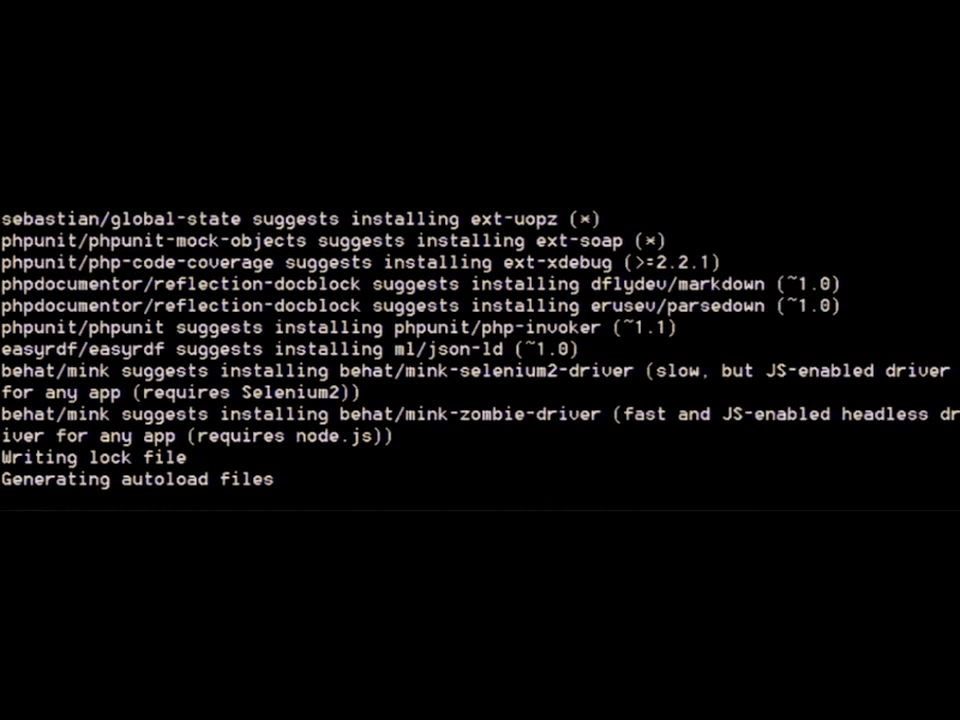 sebastian/global-state suggests installing ext-uopz (*)
phpunit/phpunit-mock-objects suggests installing ext-soap (*)
phpunit/php-code-coverage suggests installing ext-xdebug (>=2.2.1)
phpdocumentor/reflection-docblock suggests installing dflydev/markdown (~1.0)
phpdocumentor/reflection-docblock suggests installing erusev/parsedown (~1.0)
phpunit/phpunit suggests installing phpunit/php-invoker (~1.1)
easyrdf/easyrdf suggests installing ml/json-ld (~1.0)
behat/mink suggests installing behat/mink-selenium2-driver (slow, but JS-enabled driver
for any app (requires Selenium2))
behat/mink suggests installing behat/mink-zombie-driver (fast and JS-enabled headless dr
iver for any app (requires node.js))
Writing lock file
Generating autoload files